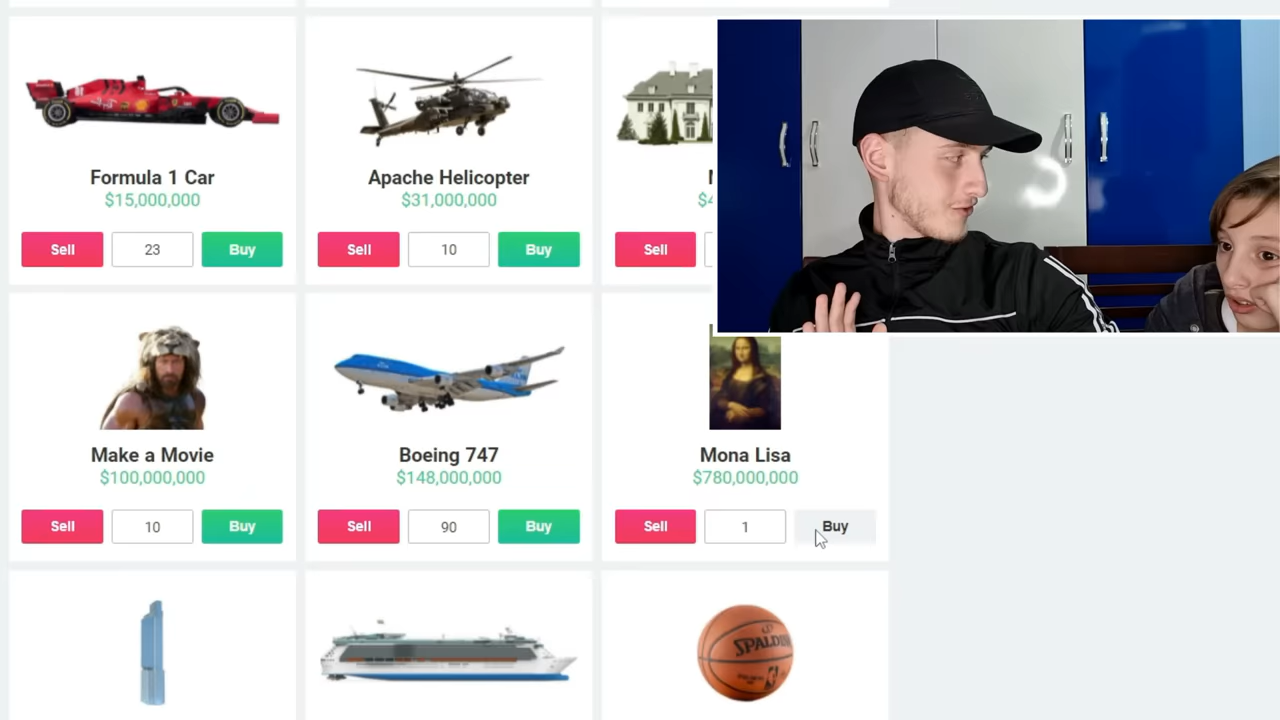 Formula 1 Car
$15,000,000
Sell 23 Buy
Apache Helicopter
$31,000,000
Sell 10 Buy
Sell
Make a Movie
$100,000,000
Sell 10 Buy
Boeing 747
$148,000,000
Sell 90 Buy
Mona Lisa
$780,000,000
Sell 1 Buy
SPALDING